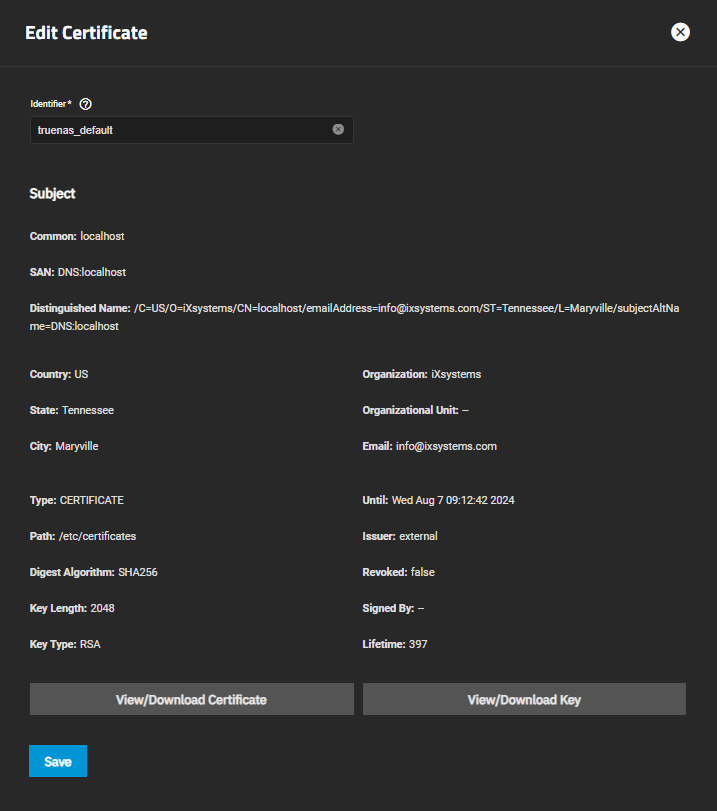 Edit Certificate
Identifier *
truenas_default
Subject
Common: localhost
SAN: DNS:localhost
Distinguished Name: /C=US/O=iXsystems/CN=localhost/emailAddress=info@ixsystems.com/ST=Tennessee/L=Maryville/subjectAltNa
me=DNS:localhost
Country: US
Organization: iXsystems
State: Tennessee
Organizational Unit: –
City: Maryville
Email: info@ixsystems.com
Type: CERTIFICATE
Until: Wed Aug 7 09:12:42 2024
Path: /etc/certificates
Issuer: external
Digest Algorithm: SHA256
Revoked: false
Key Length: 2048
Signed By: –
Key Type: RSA
Lifetime: 397
View/Download Certificate
View/Download Key
Save